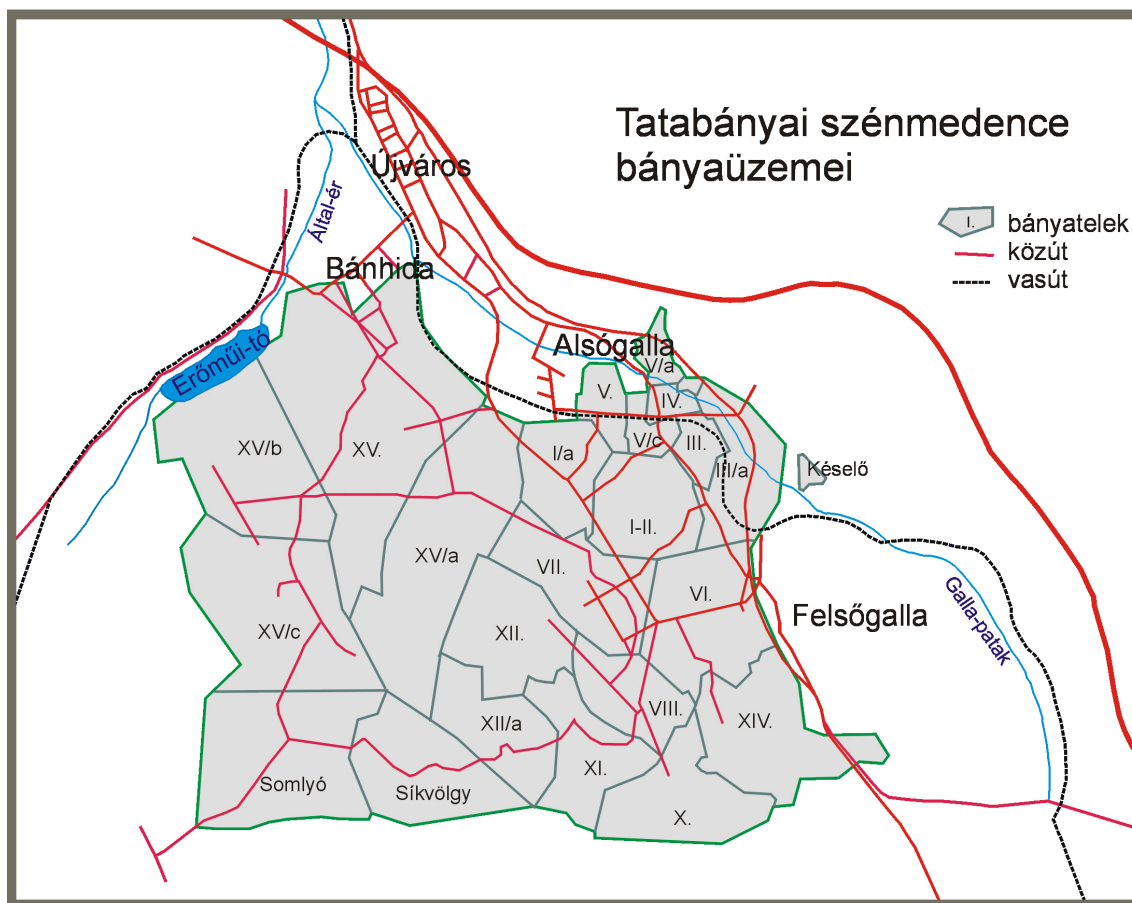 Tatabányai szénmedence
bányaüzemei
I.
bányatelek
közút
vasút
Újváros
Által-ér
Bánhida
Erőműi-tó
Alsógalla
V/a
V.
IV.
XV/b
XV.
I/a
V/c
III.
III/a
Késelő
I-II.
XV/a
VII.
VI.
Felsőgalla
Galla-patak
XV/c
XII.
XII/a
VIII.
XIV.
XI.
Somlyó
Síkvölgy
X.